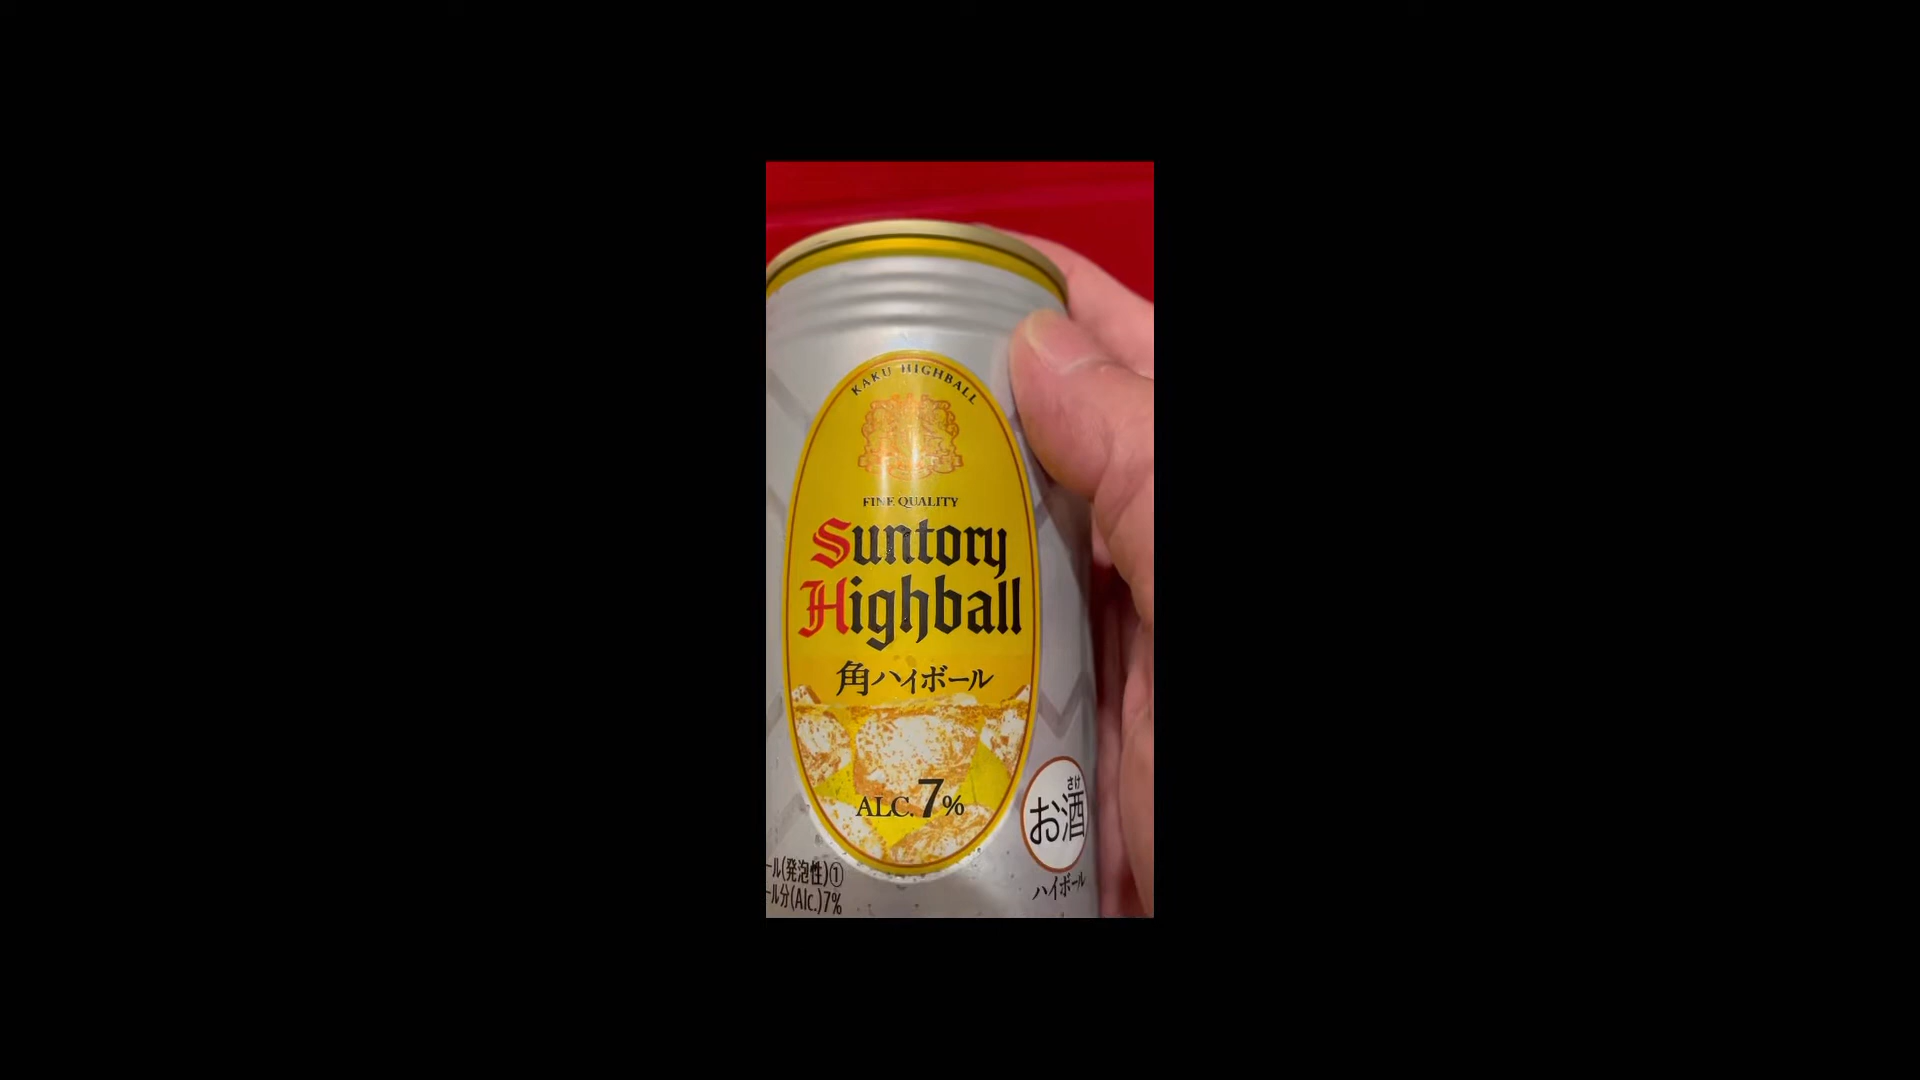 KAKU HIGHBALL
FINE QUALITY
Suntory
Highball
角ハイボール
ALC.7%
さけ
お酒
ハイボール
ール(発泡性)①
ール分(Alc.)7%